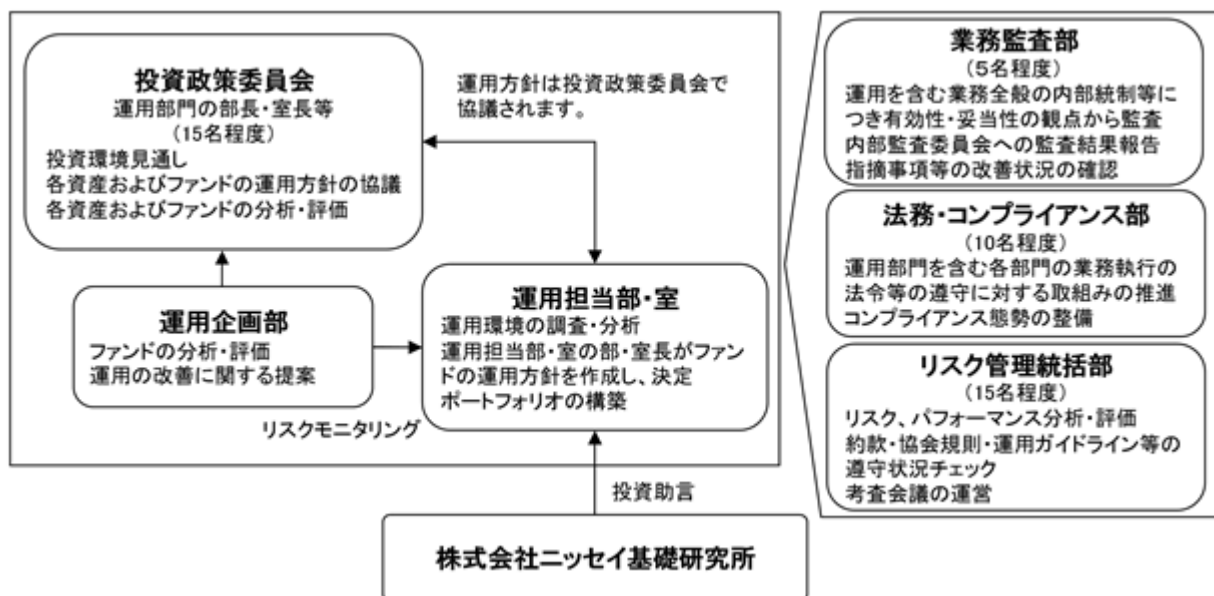 投資政策委員会
運用部門の部長・室長等
（15名程度）
投資環境見通し
各資産およびファンドの運用方針の協議
各資産およびファンドの分析・評価
運用方針は投資政策委員会で
協議されます。
運用企画部
ファンドの分析・評価
運用の改善に関する提案
運用担当部・室
運用環境の調査・分析
運用担当部・室の部・室長がファン
ドの運用方針を作成し、決定
ポートフォリオの構築
リスクモニタリング
投資助言
株式会社ニッセイ基礎研究所
業務監査部
（5名程度）
運用を含む業務全般の内部統制等に
つき有効性・妥当性の観点から監査
内部監査委員会への監査結果報告
指摘事項等の改善状況の確認
法務・コンプライアンス部
（10名程度）
運用部門を含む各部門の業務執行の
法令等の遵守に対する取組みの推進
コンプライアンス態勢の整備
リスク管理統括部
（15名程度）
リスク、パフォーマンス分析・評価
約款・協会規則・運用ガイドライン等の
遵守状況チェック
考査会議の運営